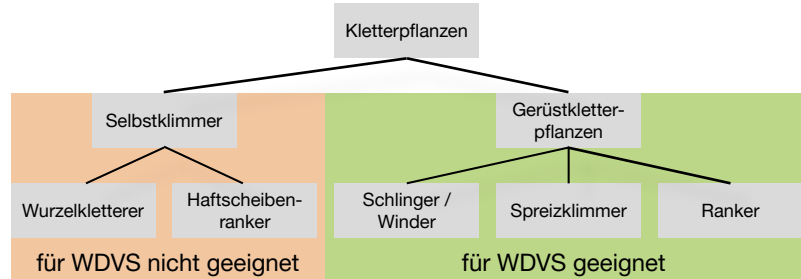 Kletterpflanzen
Selbstklimmer
Gerüstkletter-
pflanzen
Wurzelkletterer
Haftscheiben-
ranker
Schlinger /
Winder
Spreizklimmer
Ranker
für WDVS nicht geeignet
für WDVS geeignet